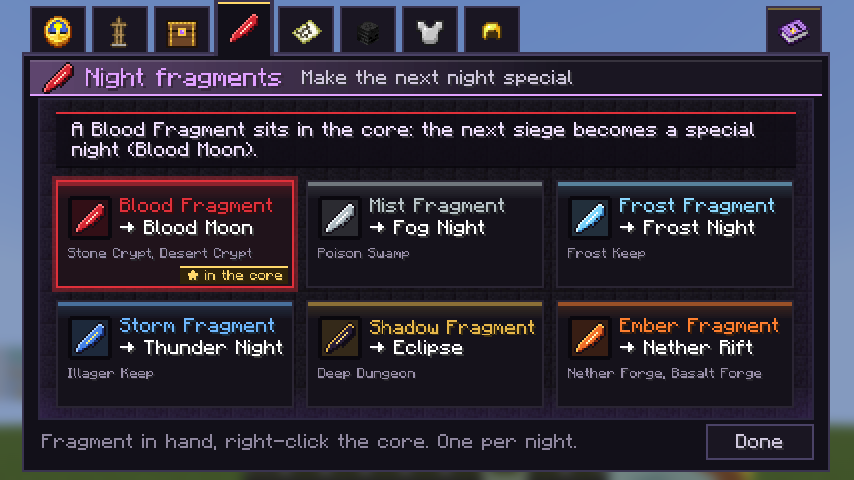 Night fragments Make the next night special
A Blood Fragment sits in the core: the next siege becomes a special
night (Blood Moon).
Blood Fragment
→ Blood Moon
Stone Crypt, Desert Crypt
★ in the core
Mist Fragment
→ Fog Night
Poison Swamp
Frost Fragment
→ Frost Night
Frost Keep
Storm Fragment
→ Thunder Night
Illager Keep
Shadow Fragment
→ Eclipse
Deep Dungeon
Ember Fragment
→ Nether Rift
Nether Forge, Basalt Forge
Fragment in hand, right-click the core. One per night.
Done